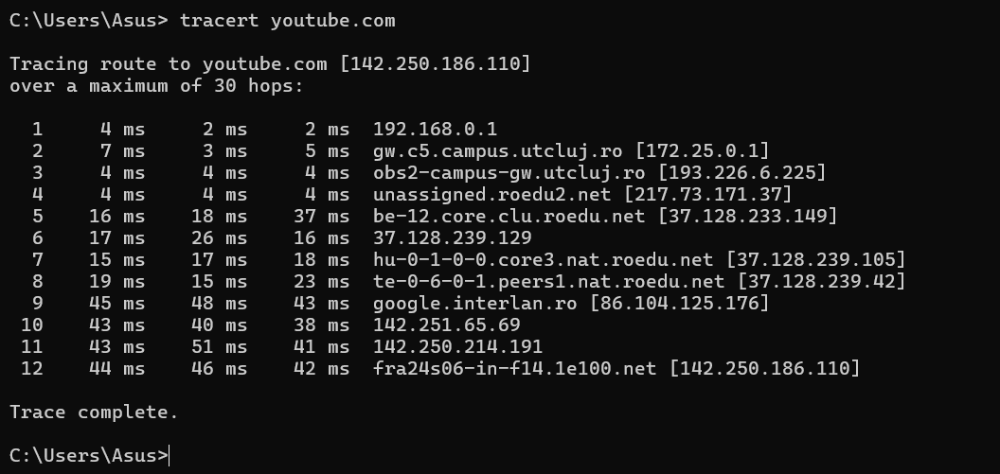 C:\Users\Asus> tracert youtube.com
Tracing route to youtube.com [142.250.186.110]
over a maximum of 30 hops:
1 4 ms 2 ms 2 ms 192.168.0.1
2 7 ms 3 ms 5 ms gw.c5.campus.utcluj.ro [172.25.0.1]
3 4 ms 4 ms 4 ms obs2-campus-gw.utcluj.ro [193.226.6.225]
4 4 ms 4 ms 4 ms unassigned.roedu2.net [217.73.171.37]
5 16 ms 18 ms 37 ms be-12.core.clu.roedu.net [37.128.233.149]
6 17 ms 26 ms 16 ms 37.128.239.129
7 15 ms 17 ms 18 ms hu-0-1-0-0.core3.nat.roedu.net [37.128.239.105]
8 19 ms 15 ms 23 ms te-0-6-0-1.peers1.nat.roedu.net [37.128.239.42]
9 45 ms 48 ms 43 ms google.interlan.ro [86.104.125.176]
10 43 ms 40 ms 38 ms 142.251.65.69
11 43 ms 51 ms 41 ms 142.250.214.191
12 44 ms 46 ms 42 ms fra24s06-in-f14.1e100.net [142.250.186.110]
Trace complete.
C:\Users\Asus>